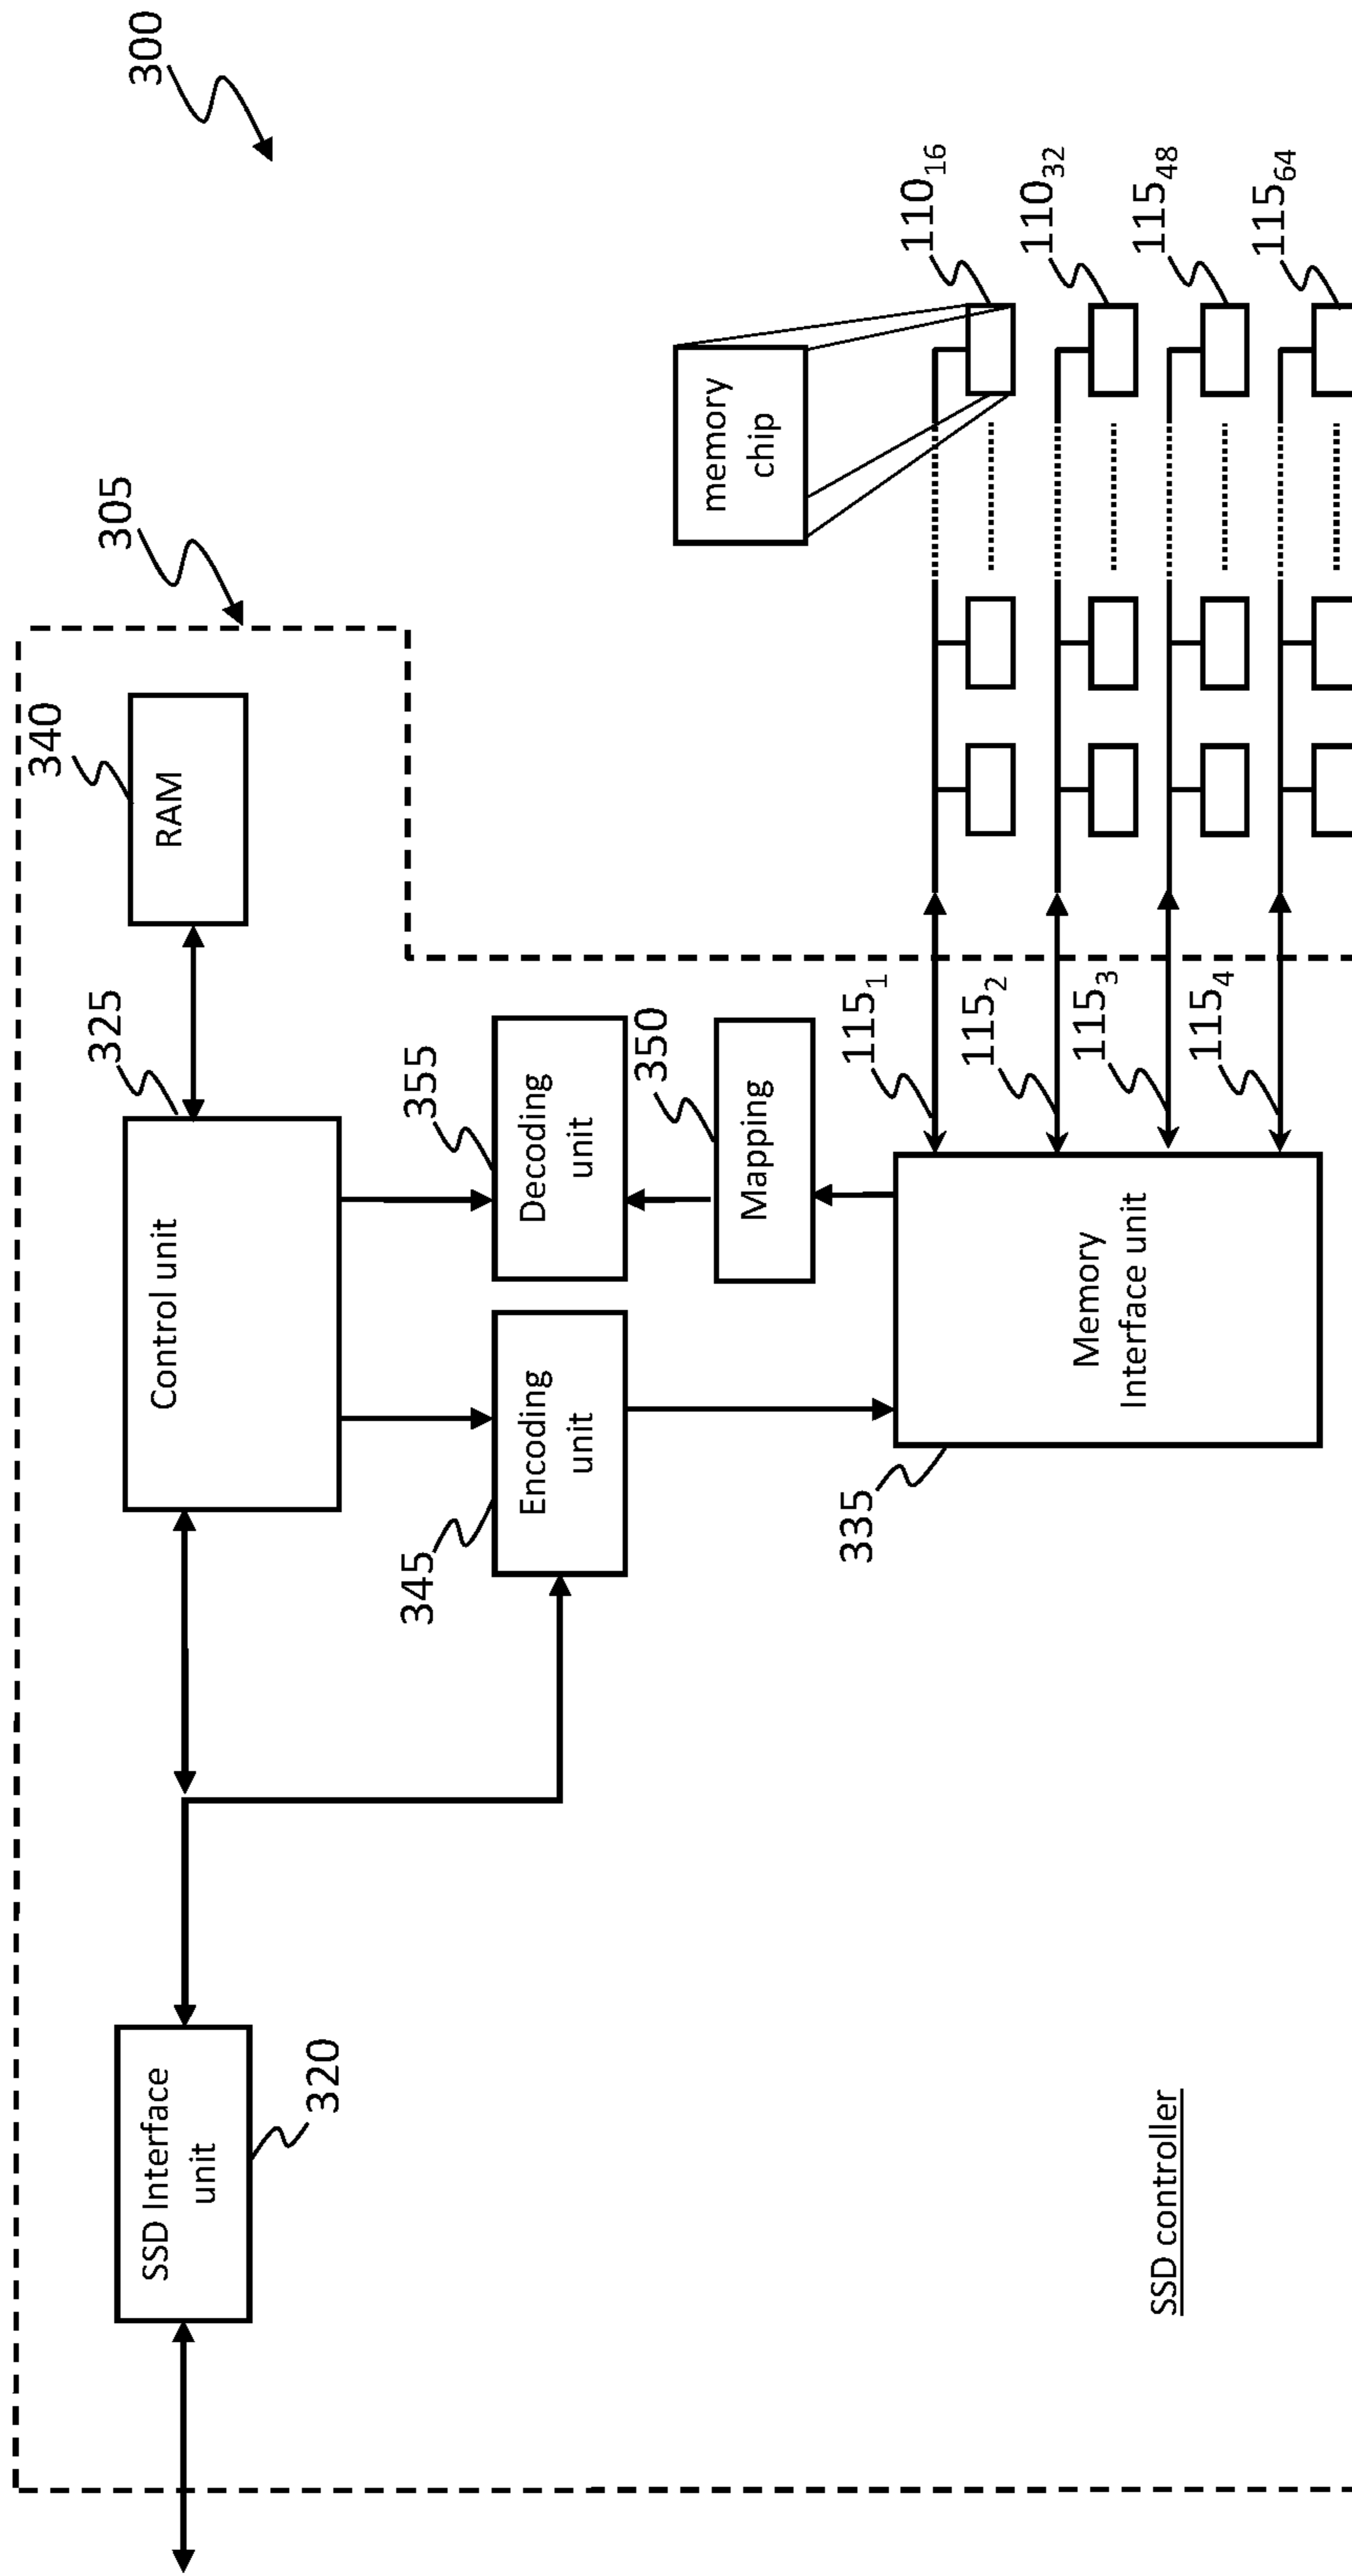 300
305
340
RAM
325
Control unit
SSD Interface
unit
320
355
Decoding
unit
345
Encoding
unit
350
Mapping
memory
chip
335
Memory
Interface unit
115₁
115₂
115₃
115₄
110₁₆
110₃₂
115₄₈
115₆₄
SSD controller